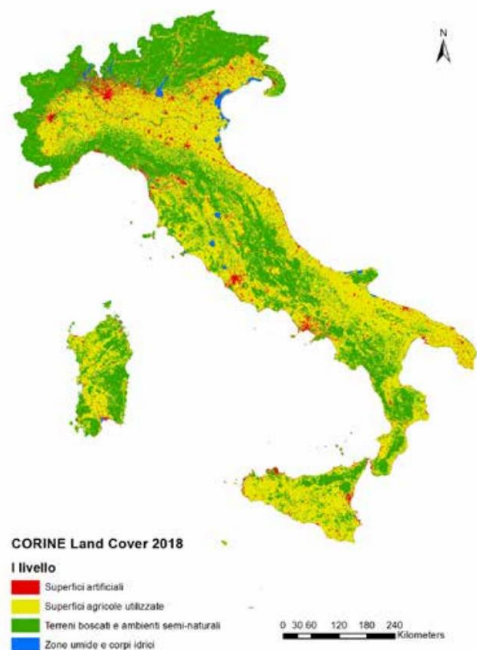 N
CORINE Land Cover 2018
I livello
Superfici artificiali
Superfici agricole utilizzate
Terreni boscati e ambienti semi-naturali
Zone umide e corpi idrici
0 30 60 120 180 240
Kilometers